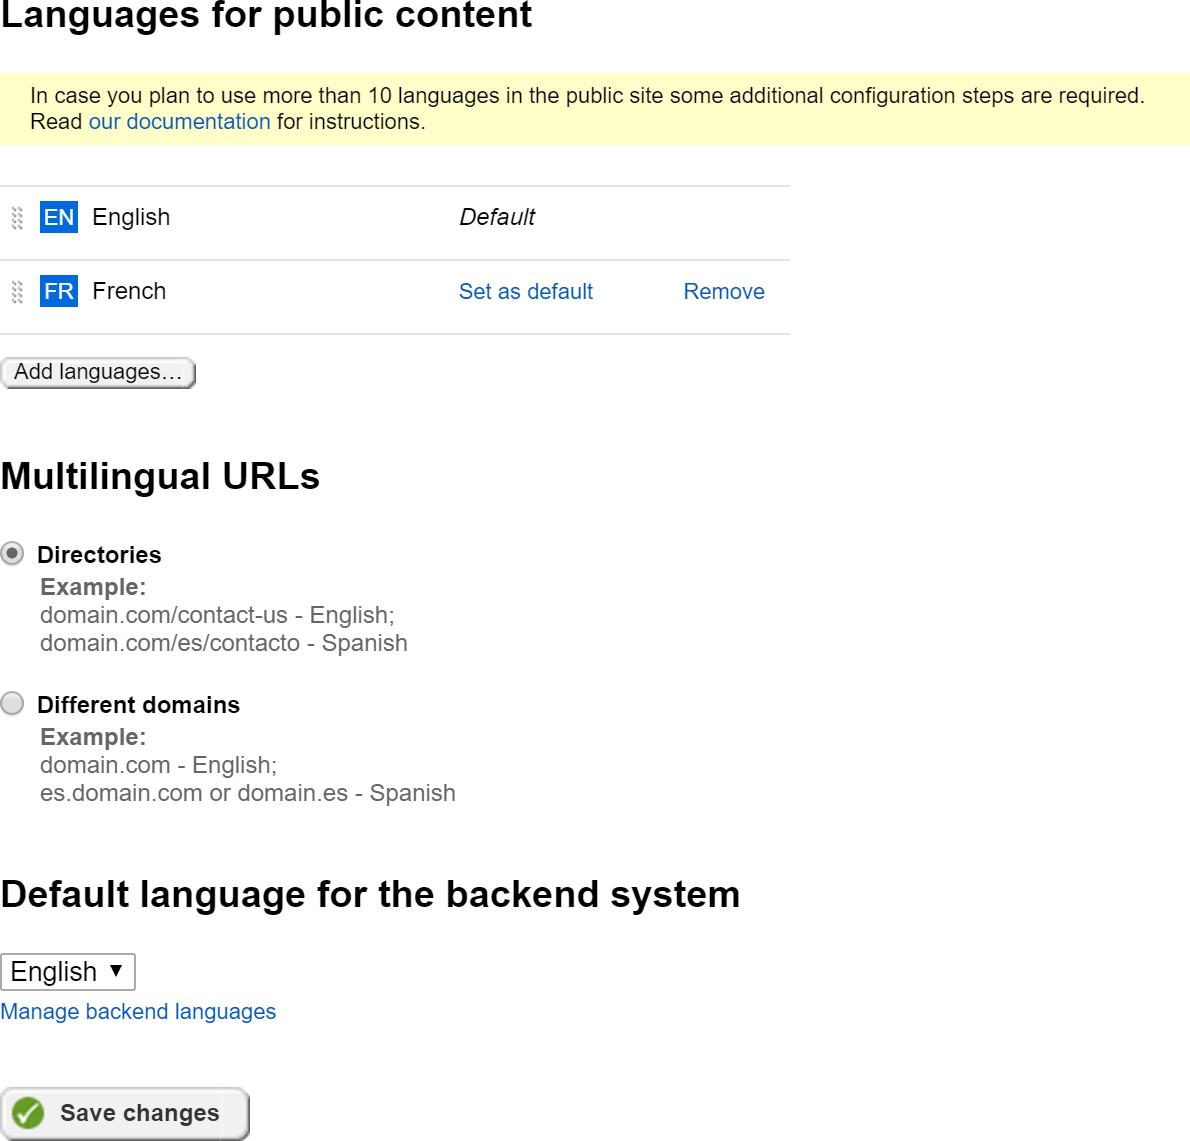 Languages for public content
In case you plan to use more than 10 languages in the public site some additional configuration steps are required.
Read our documentation for instructions.
EN English Default
FR French Set as default Remove
Add languages...
Multilingual URLs
Directories
Example:
domain.com/contact-us - English;
domain.com/es/contacto - Spanish
Different domains
Example:
domain.com - English;
es.domain.com or domain.es - Spanish
Default language for the backend system
English
Manage backend languages
Save changes